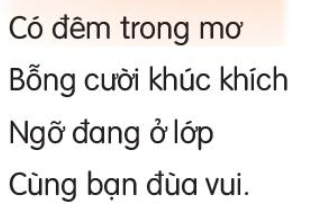 Có đêm trong mơ
Bỗng cười khúc khích
Ngỡ đang ở lớp
Cùng bạn đùa vui.